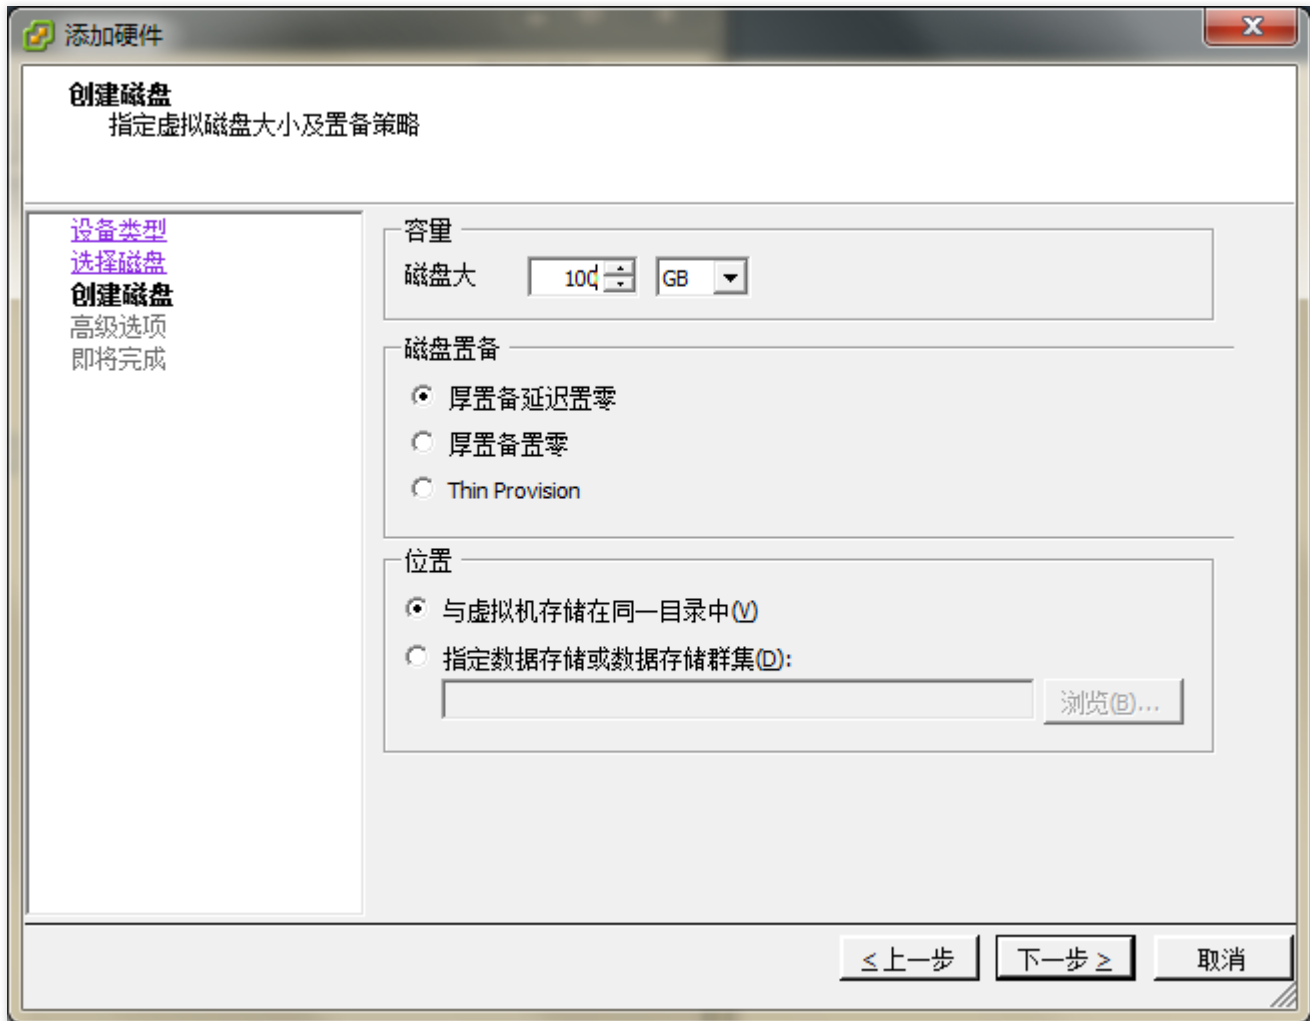 添加硬件
创建磁盘
指定虚拟磁盘大小及置备策略
设备类型
选择磁盘
创建磁盘
高级选项
即将完成
容量
磁盘大 100 GB
磁盘置备
厚置备延迟置零
厚置备置零
Thin Provision
位置
与虚拟机存储在同一目录中(V)
指定数据存储或数据存储群集(D):
浏览(B)...
≤上一步 下一步≥ 取消